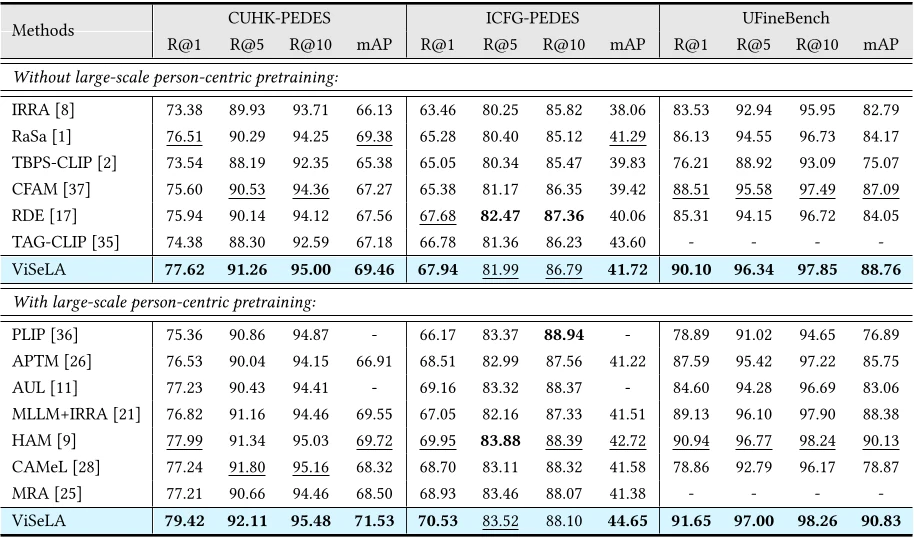 Methods CUHK-PEDES ICFG-PEDES UFineBench
R@1 R@5 R@10 mAP R@1 R@5 R@10 mAP R@1 R@5 R@10 mAP
Without large-scale person-centric pretraining:
IRRA [8] 73.38 89.93 93.71 66.13 63.46 80.25 85.82 38.06 83.53 92.94 95.95 82.79
RaSa [1] 76.51 90.29 94.25 69.38 65.28 80.40 85.12 41.29 86.13 94.55 96.73 84.17
TBPS-CLIP [2] 73.54 88.19 92.35 65.38 65.05 80.34 85.47 39.83 76.21 88.92 93.09 75.07
CFAM [37] 75.60 90.53 94.36 67.27 65.38 81.17 86.35 39.42 88.51 95.58 97.49 87.09
RDE [17] 75.94 90.14 94.12 67.56 67.68 82.47 87.36 40.06 85.31 94.15 96.72 84.05
TAG-CLIP [35] 74.38 88.30 92.59 67.18 66.78 81.36 86.23 43.60 - - - -
ViSeLA 77.62 91.26 95.00 69.46 67.94 81.99 86.79 41.72 90.10 96.34 97.85 88.76
With large-scale person-centric pretraining:
PLIP [36] 75.36 90.86 94.87 - 66.17 83.37 88.94 - 78.89 91.02 94.65 76.89
APTM [26] 76.53 90.04 94.15 66.91 68.51 82.99 87.56 41.22 87.59 95.42 97.22 85.75
AUL [11] 77.23 90.43 94.41 - 69.16 83.32 88.37 - 84.60 94.28 96.69 83.06
MLLM+IRRA [21] 76.82 91.16 94.46 69.55 67.05 82.16 87.33 41.51 89.13 96.10 97.90 88.38
HAM [9] 77.99 91.34 95.03 69.72 69.95 83.88 88.39 42.72 90.94 96.77 98.24 90.13
CAMeL [28] 77.24 91.80 95.16 68.32 68.70 83.11 88.32 41.58 78.86 92.79 96.17 78.87
MRA [25] 77.21 90.66 94.46 68.50 68.93 83.46 88.07 41.38 - - - -
ViSeLA 79.42 92.11 95.48 71.53 70.53 83.52 88.10 44.65 91.65 97.00 98.26 90.83